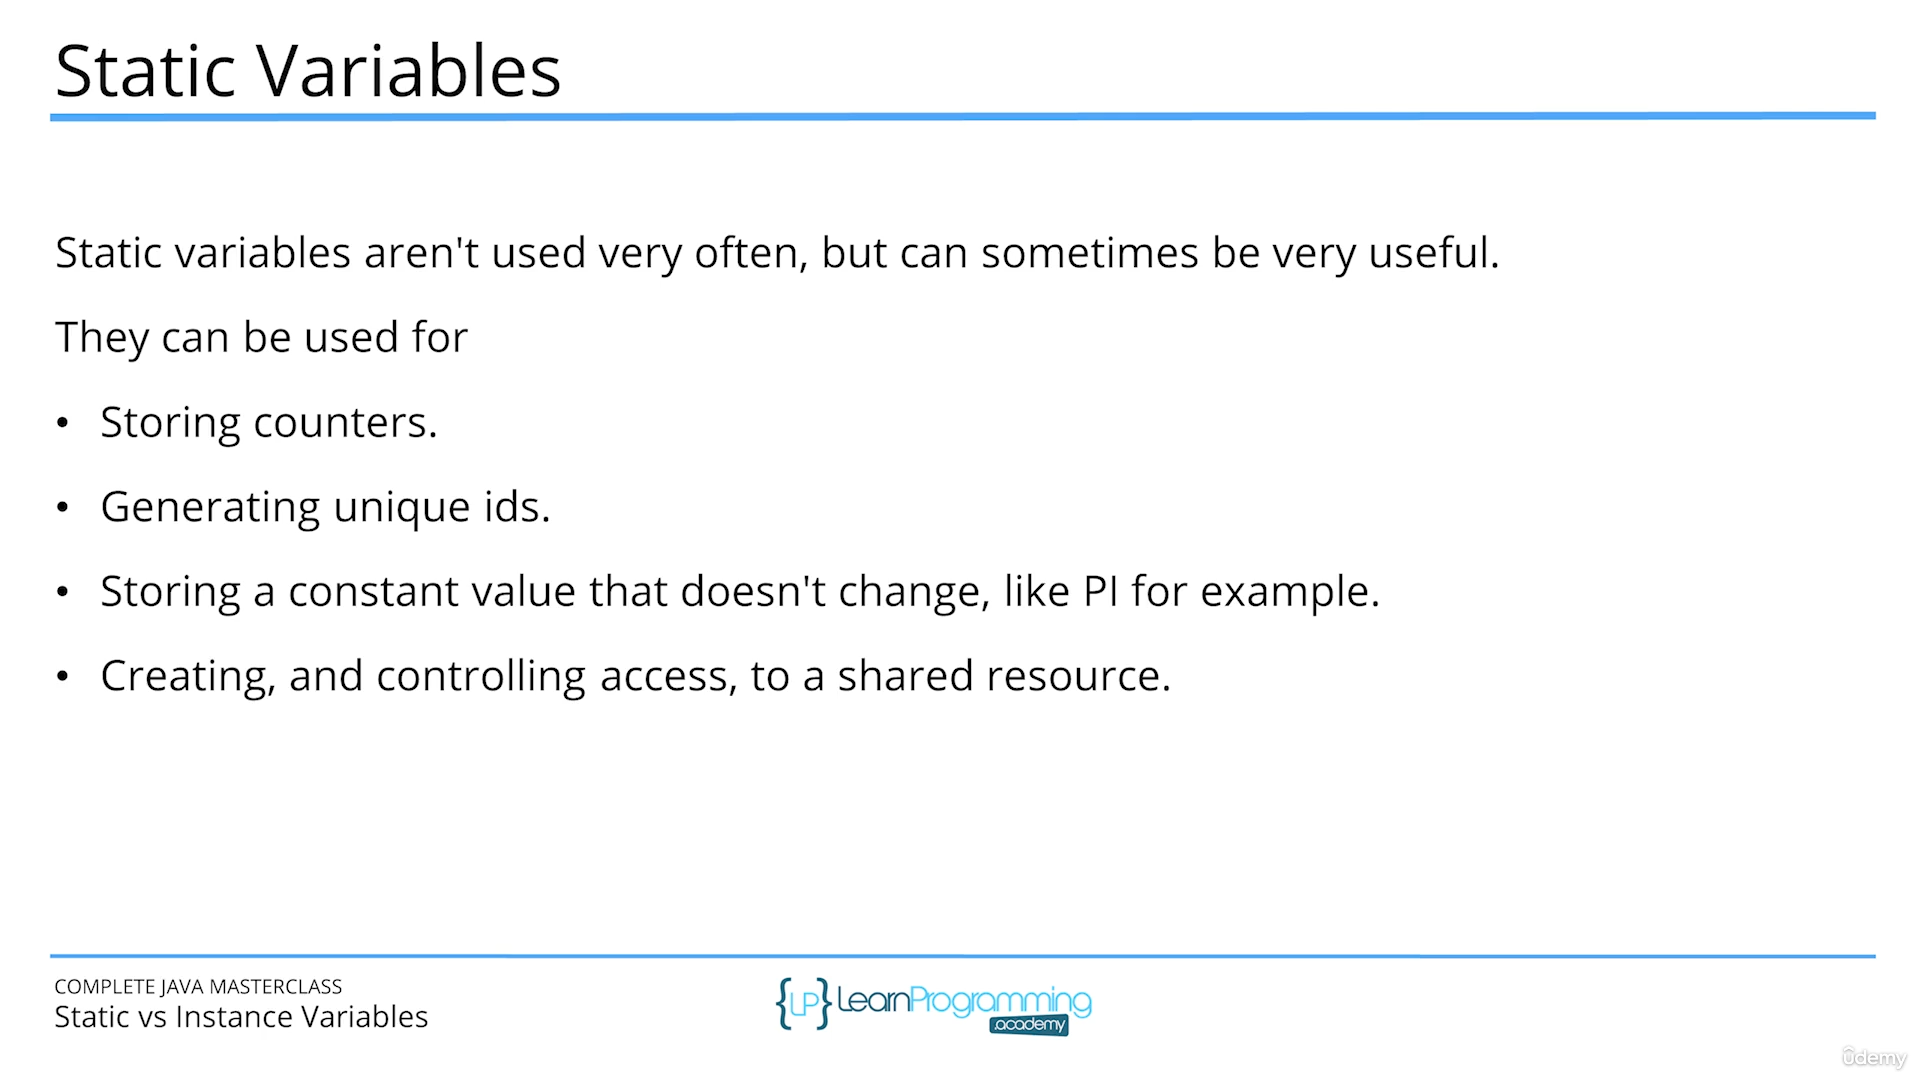 Static Variables
Static variables aren't used very often, but can sometimes be very useful.
They can be used for
• Storing counters.
• Generating unique ids.
• Storing a constant value that doesn't change, like PI for example.
• Creating, and controlling access, to a shared resource.
COMPLETE JAVA MASTERCLASS
Static vs Instance Variables
{LP} LearnProgramming
.academy
ûdemy